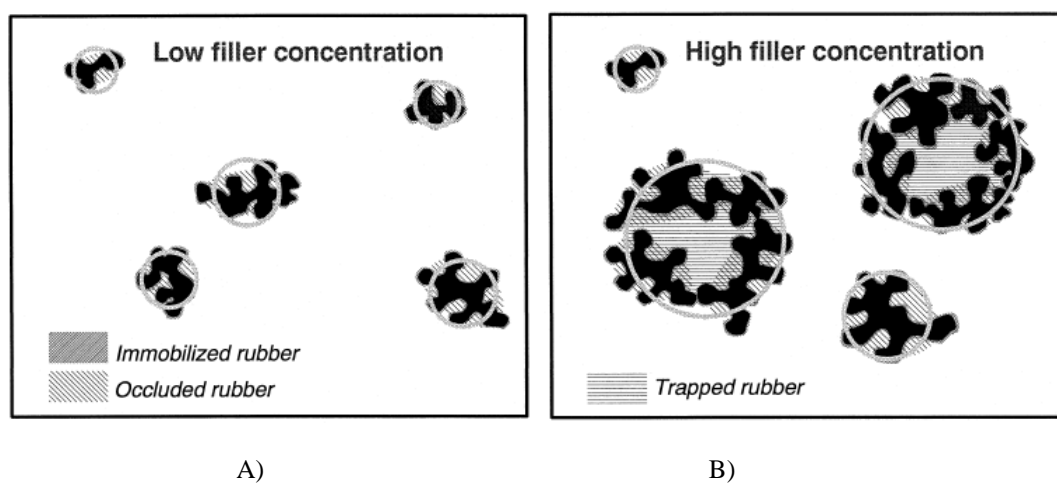 Low filler concentration
Immobilized rubber
Occluded rubber
High filler concentration
Trapped rubber
A)
B)